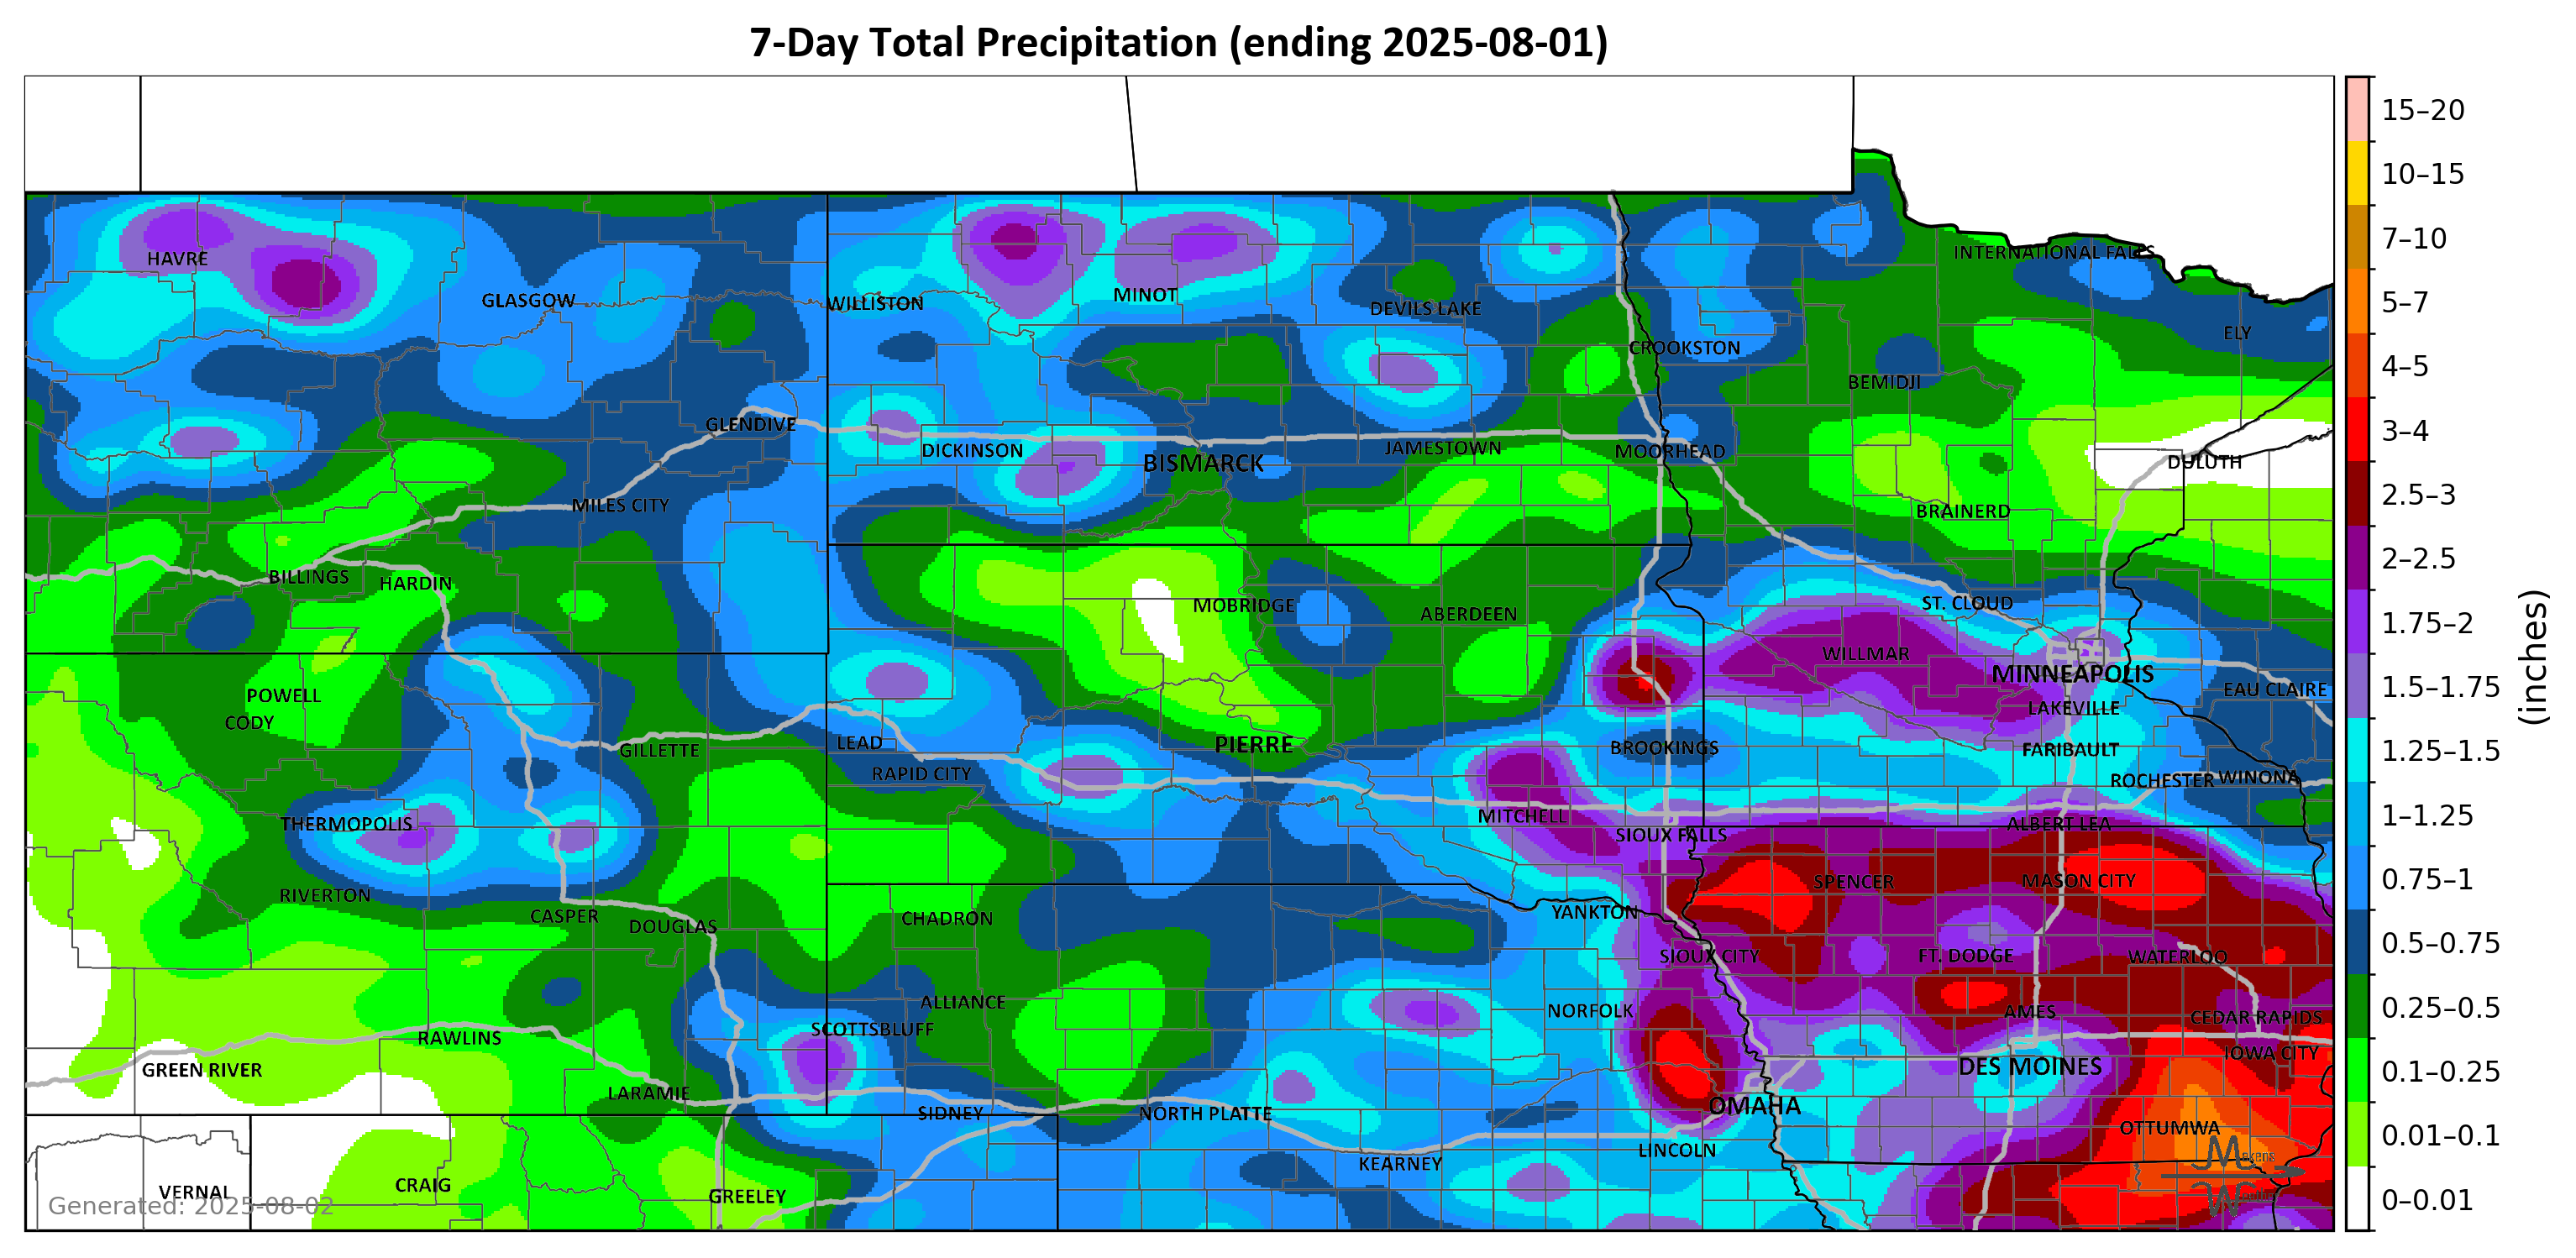 7-Day Total Precipitation (ending 2025-08-01)
15–20
10–15
7–10
5–7
4–5
3–4
2.5–3
2–2.5
1.75–2
1.5–1.75
1.25–1.5
1–1.25
0.75–1
0.5–0.75
0.25–0.5
0.1–0.25
0.01–0.1
0–0.01
(inches)
INTERNATIONAL FALLS
HAVRE
GLASGOW
WILLISTON
MINOT
DEVILS LAKE
ELY
CROOKSTON
BEMIDJI
GLENDIVE
DICKINSON
BISMARCK
JAMESTOWN
MOORHEAD
DULUTH
MILES CITY
BRAINERD
BILLINGS
HARDIN
MOBRIDGE
ABERDEEN
ST. CLOUD
WILLMAR
MINNEAPOLIS
EAU CLAIRE
POWELL
CODY
LAKEVILLE
GILLETTE
LEAD
PIERRE
BROOKINGS
FARIBAULT
RAPID CITY
ROCHESTER
WINONA
THERMOPOLIS
MITCHELL
SIOUX FALLS
ALBERT LEA
RIVERTON
SPENCER
MASON CITY
CASPER
DOUGLAS
CHADRON
YANKTON
SIOUX CITY
FT. DODGE
WATERLOO
ALLIANCE
NORFOLK
AMES
CEDAR RAPIDS
SCOTTSBLUFF
RAWLINS
IOWA CITY
GREEN RIVER
DES MOINES
LARAMIE
SIDNEY
NORTH PLATTE
OMAHA
OTTUMWA
LINCOLN
KEARNEY
VERNAL
CRAIG
GREELEY
Generated: 2025-08-02